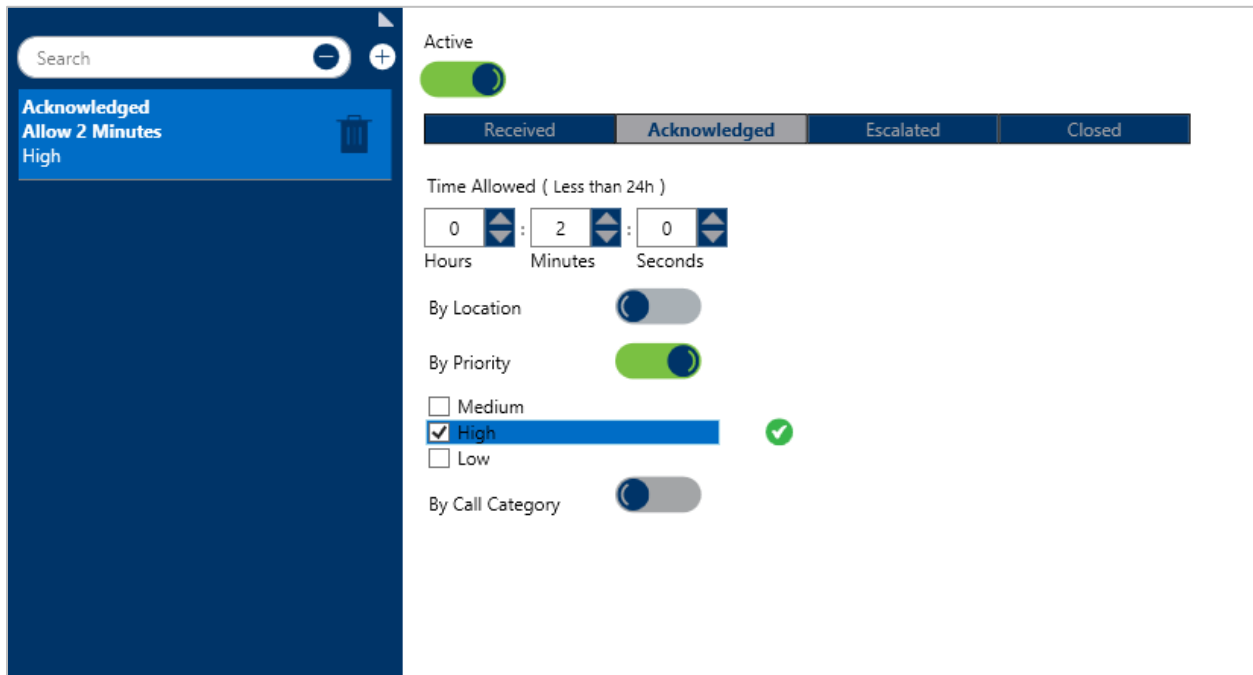 Search
Acknowledged
Allow 2 Minutes
High
Active
Received Acknowledged Escalated Closed
Time Allowed ( Less than 24h )
0 : 2 : 0
Hours Minutes Seconds
By Location
By Priority
Medium
High
Low
By Call Category